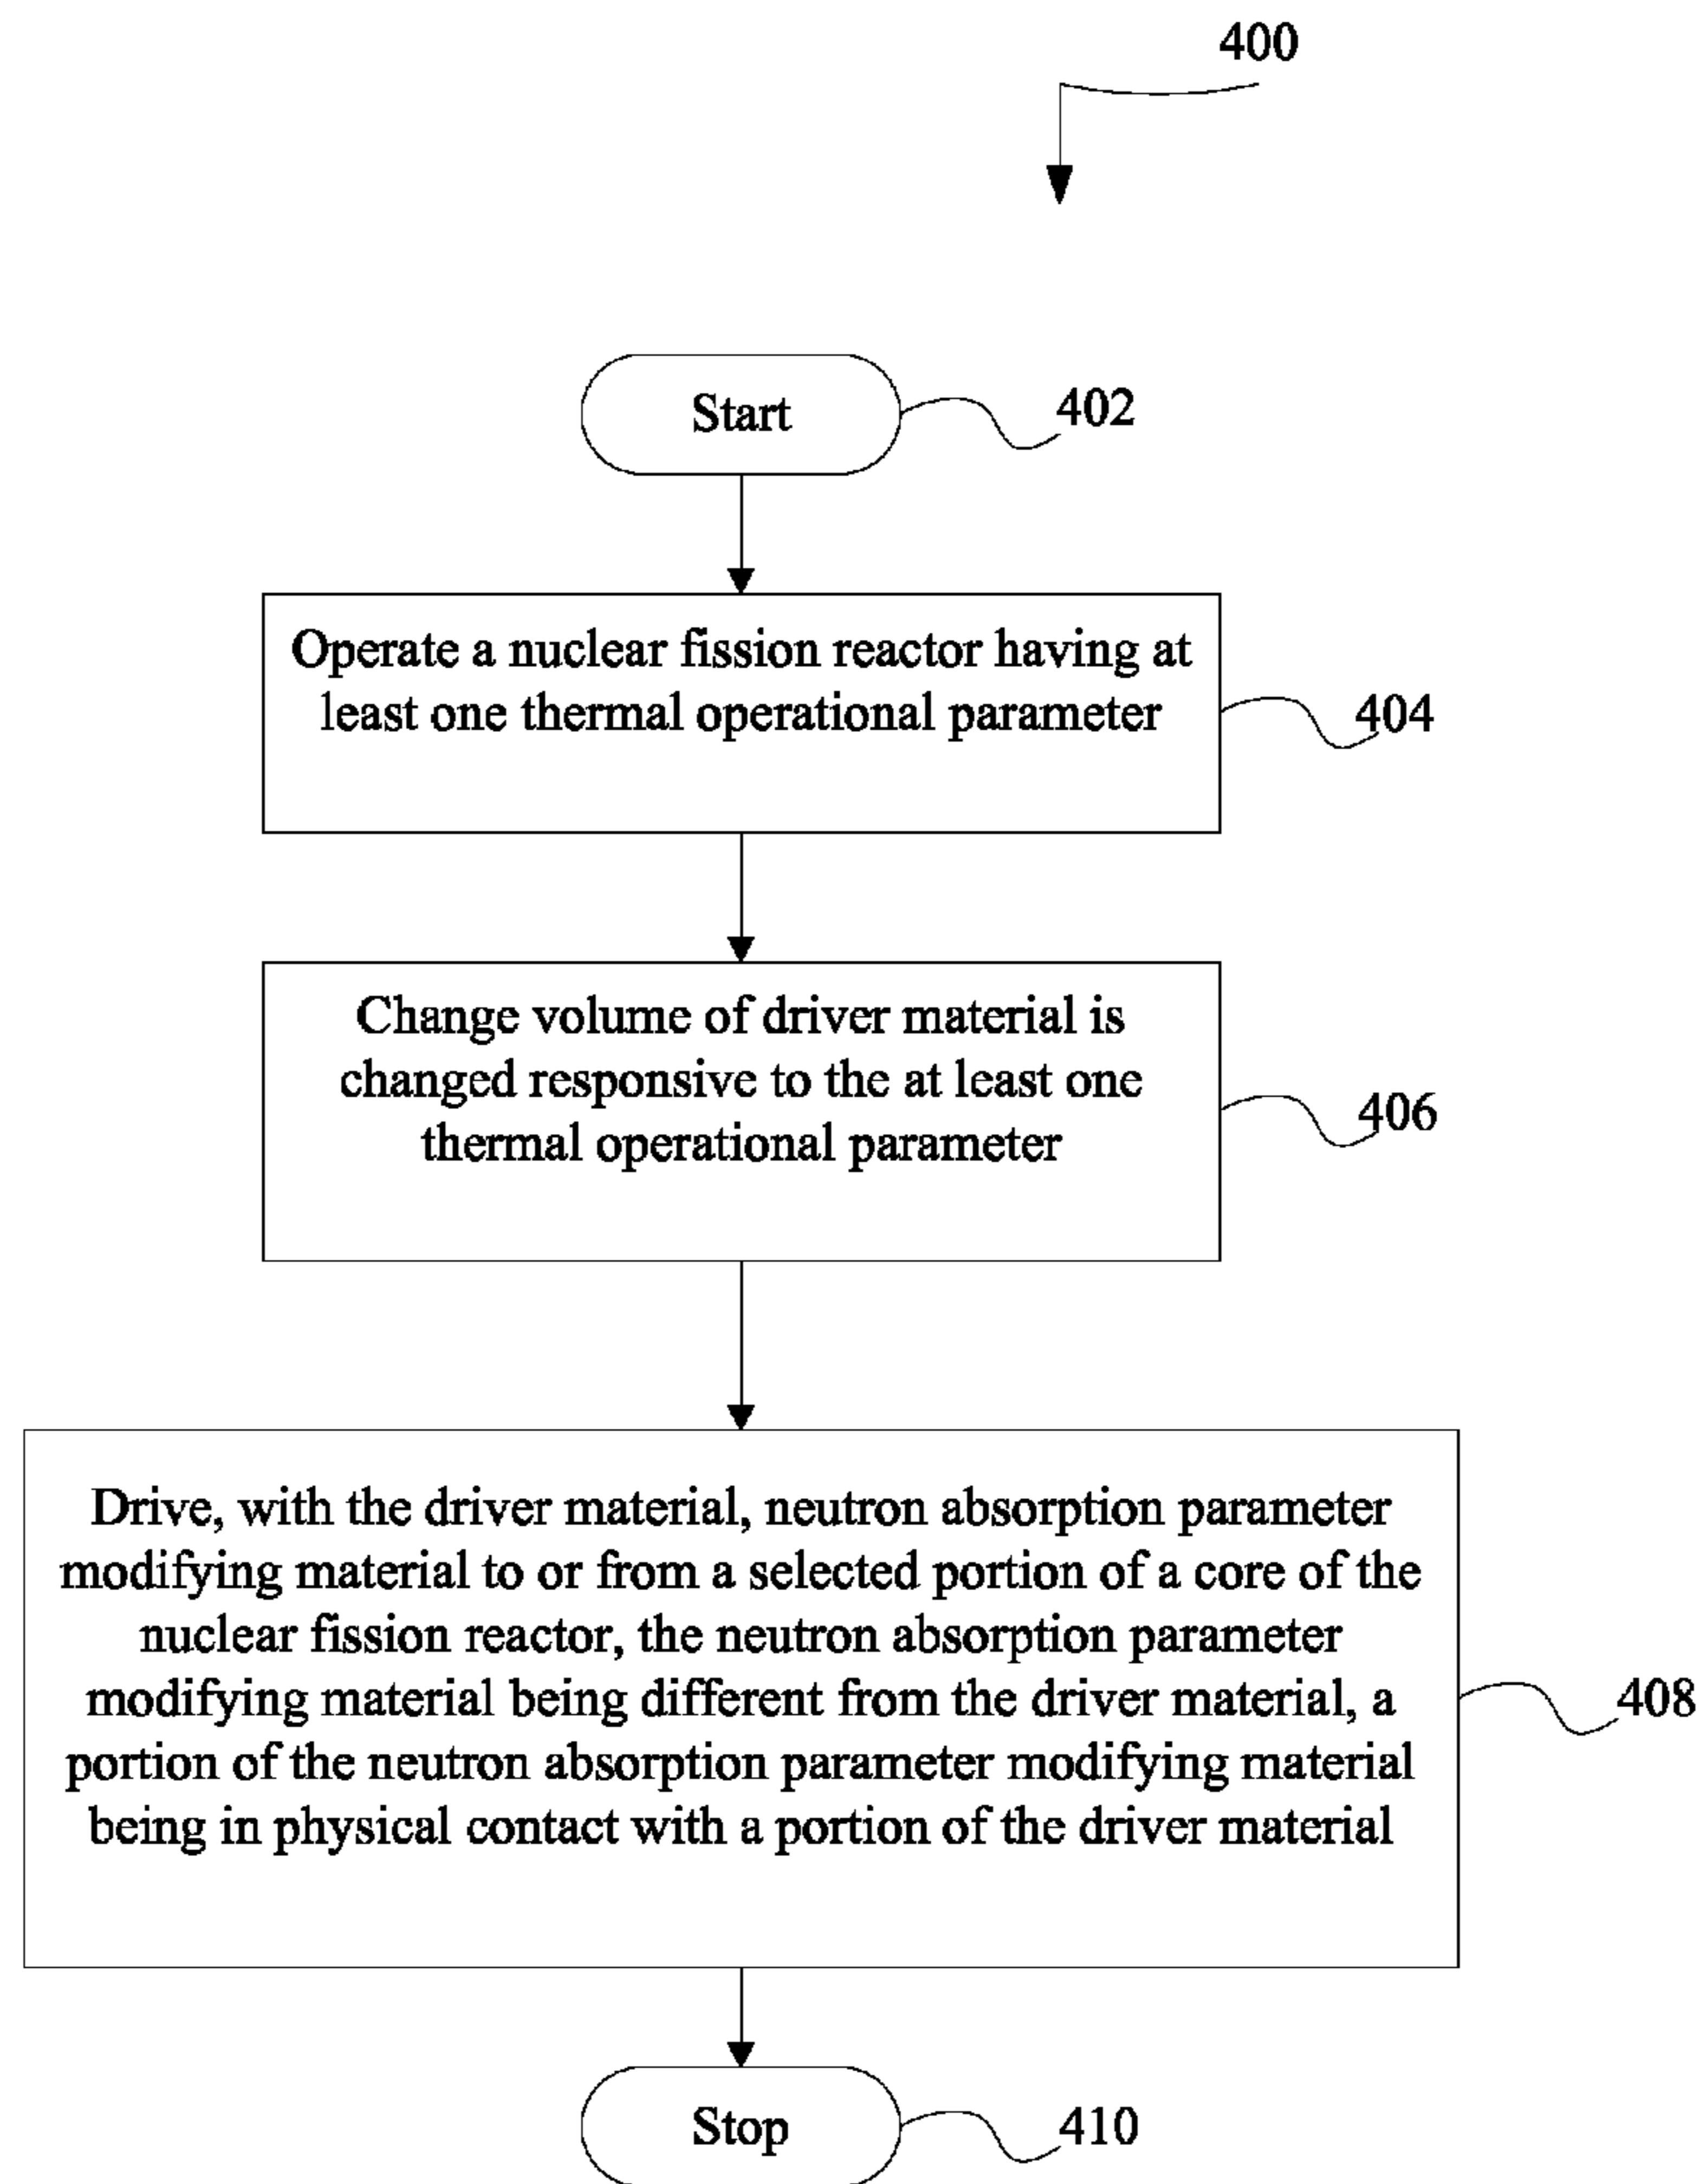 400
Start
402
Operate a nuclear fission reactor having at
least one thermal operational parameter
404
Change volume of driver material is
changed responsive to the at least one
thermal operational parameter
406
Drive, with the driver material, neutron absorption parameter
modifying material to or from a selected portion of a core of the
nuclear fission reactor, the neutron absorption parameter
modifying material being different from the driver material, a
portion of the neutron absorption parameter modifying material
being in physical contact with a portion of the driver material
408
Stop
410